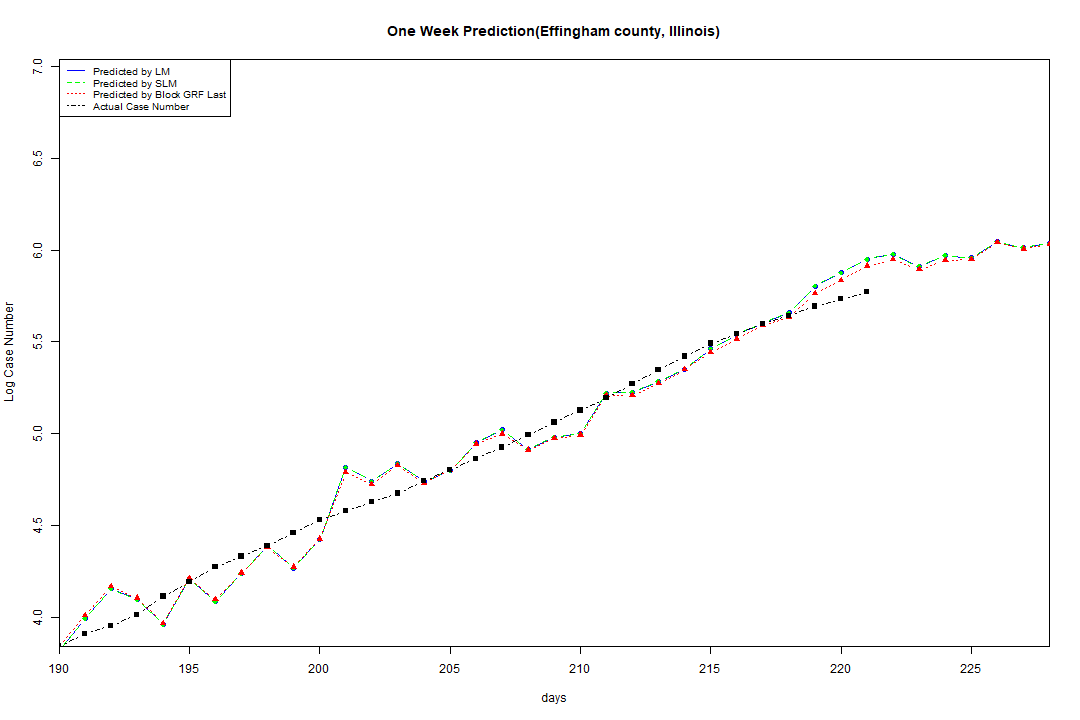 One Week Prediction(Effingham county, Illinois)
Predicted by LM
Predicted by SLM
Predicted by Block GRF Last
Actual Case Number
7.0
6.5
6.0
5.5
5.0
4.5
4.0
Log Case Number
190 195 200 205 210 215 220 225
days